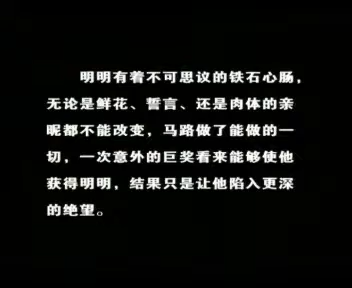 明明有着不可思议的铁石心肠，
无论是鲜花、誓言、还是肉体的亲
昵都不能改变，马路做了能做的一
切，一次意外的巨奖看来能够使他
获得明明，结果只是让他陷入更深
的绝望。